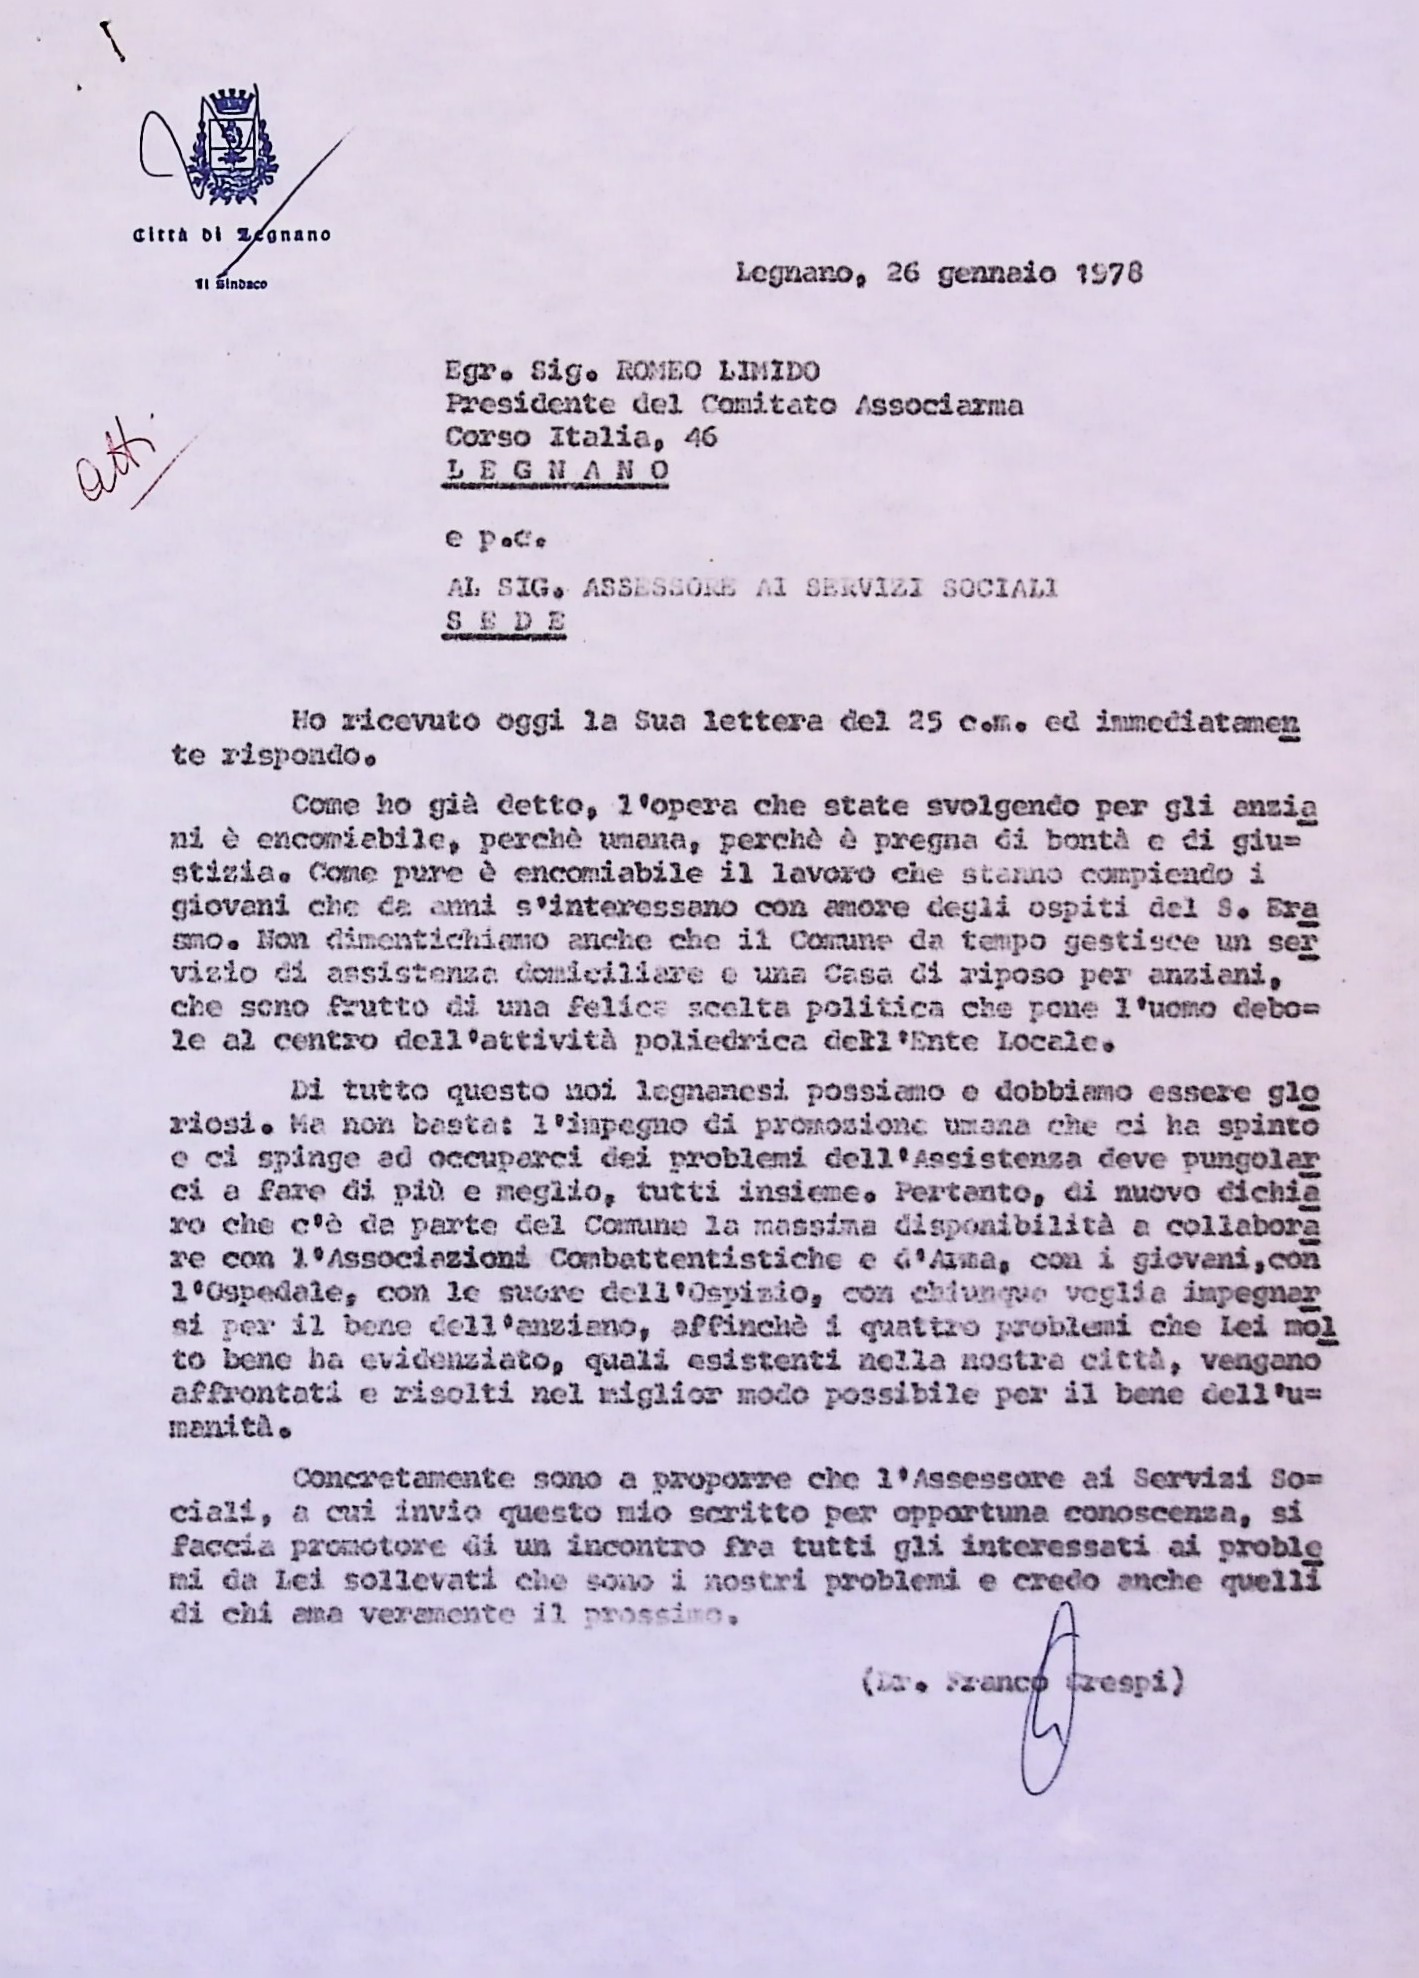 Città di Legnano
Il Sindaco
Legnano, 26 gennaio 1978
atti
Egr. Sig. ROMEO LIMIDO
Presidente del Comitato Associarma
Corso Italia, 46
L E G N A N O
e p.c.
AL SIG. ASSESSORE AI SERVIZI SOCIALI
S E D E
Ho ricevuto oggi la Sua lettera del 25 c.m. ed immediatamen
te rispondo.
Come ho già detto, l'opera che state svolgendo per gli anzia
ni è encomiabile, perchè umana, perchè è pregna di bontà e di giu=
stizia. Come pure è encomiabile il lavoro che stanno compiendo i
giovani che da anni s'interessano con amore degli ospiti del S. Era
smo. Non dimentichiamo anche che il Comune da tempo gestisce un ser
vizio di assistenza domiciliare e una Casa di riposo per anziani,
che sono frutto di una felice scelta politica che pone l'uomo debo=
le al centro dell'attività poliedrica dell'Ente Locale.
Di tutto questo noi legnanesi possiamo e dobbiamo essere glo
riosi. Ma non basta: l'impegno di promozione umana che ci ha spinto
e ci spinge ad occuparci dei problemi dell'Assistenza deve pungolar
ci a fare di più e meglio, tutti insieme. Pertanto, di nuovo dichia
ro che c'è da parte del Comune la massima disponibilità a collabora
re con l'Associazioni Combattentistiche e d'Arma, con i giovani,con
l'Ospedale, con le suore dell'Ospizio, con chiunque voglia impegnar
si per il bene dell'anziano, affinchè i quattro problemi che Lei mol
to bene ha evidenziato, quali esistenti nella nostra città, vengano
affrontati e risolti nel miglior modo possibile per il bene dell'u=
manità.
Concretamente sono a proporre che l'Assessore ai Servizi So=
ciali, a cui invio questo mio scritto per opportuna conoscenza, si
faccia promotore di un incontro fra tutti gli interessati ai proble
mi da Lei sollevati che sono i nostri problemi e credo anche quelli
di chi ama veramente il prossimo.
(Dr. Franco Crespi)